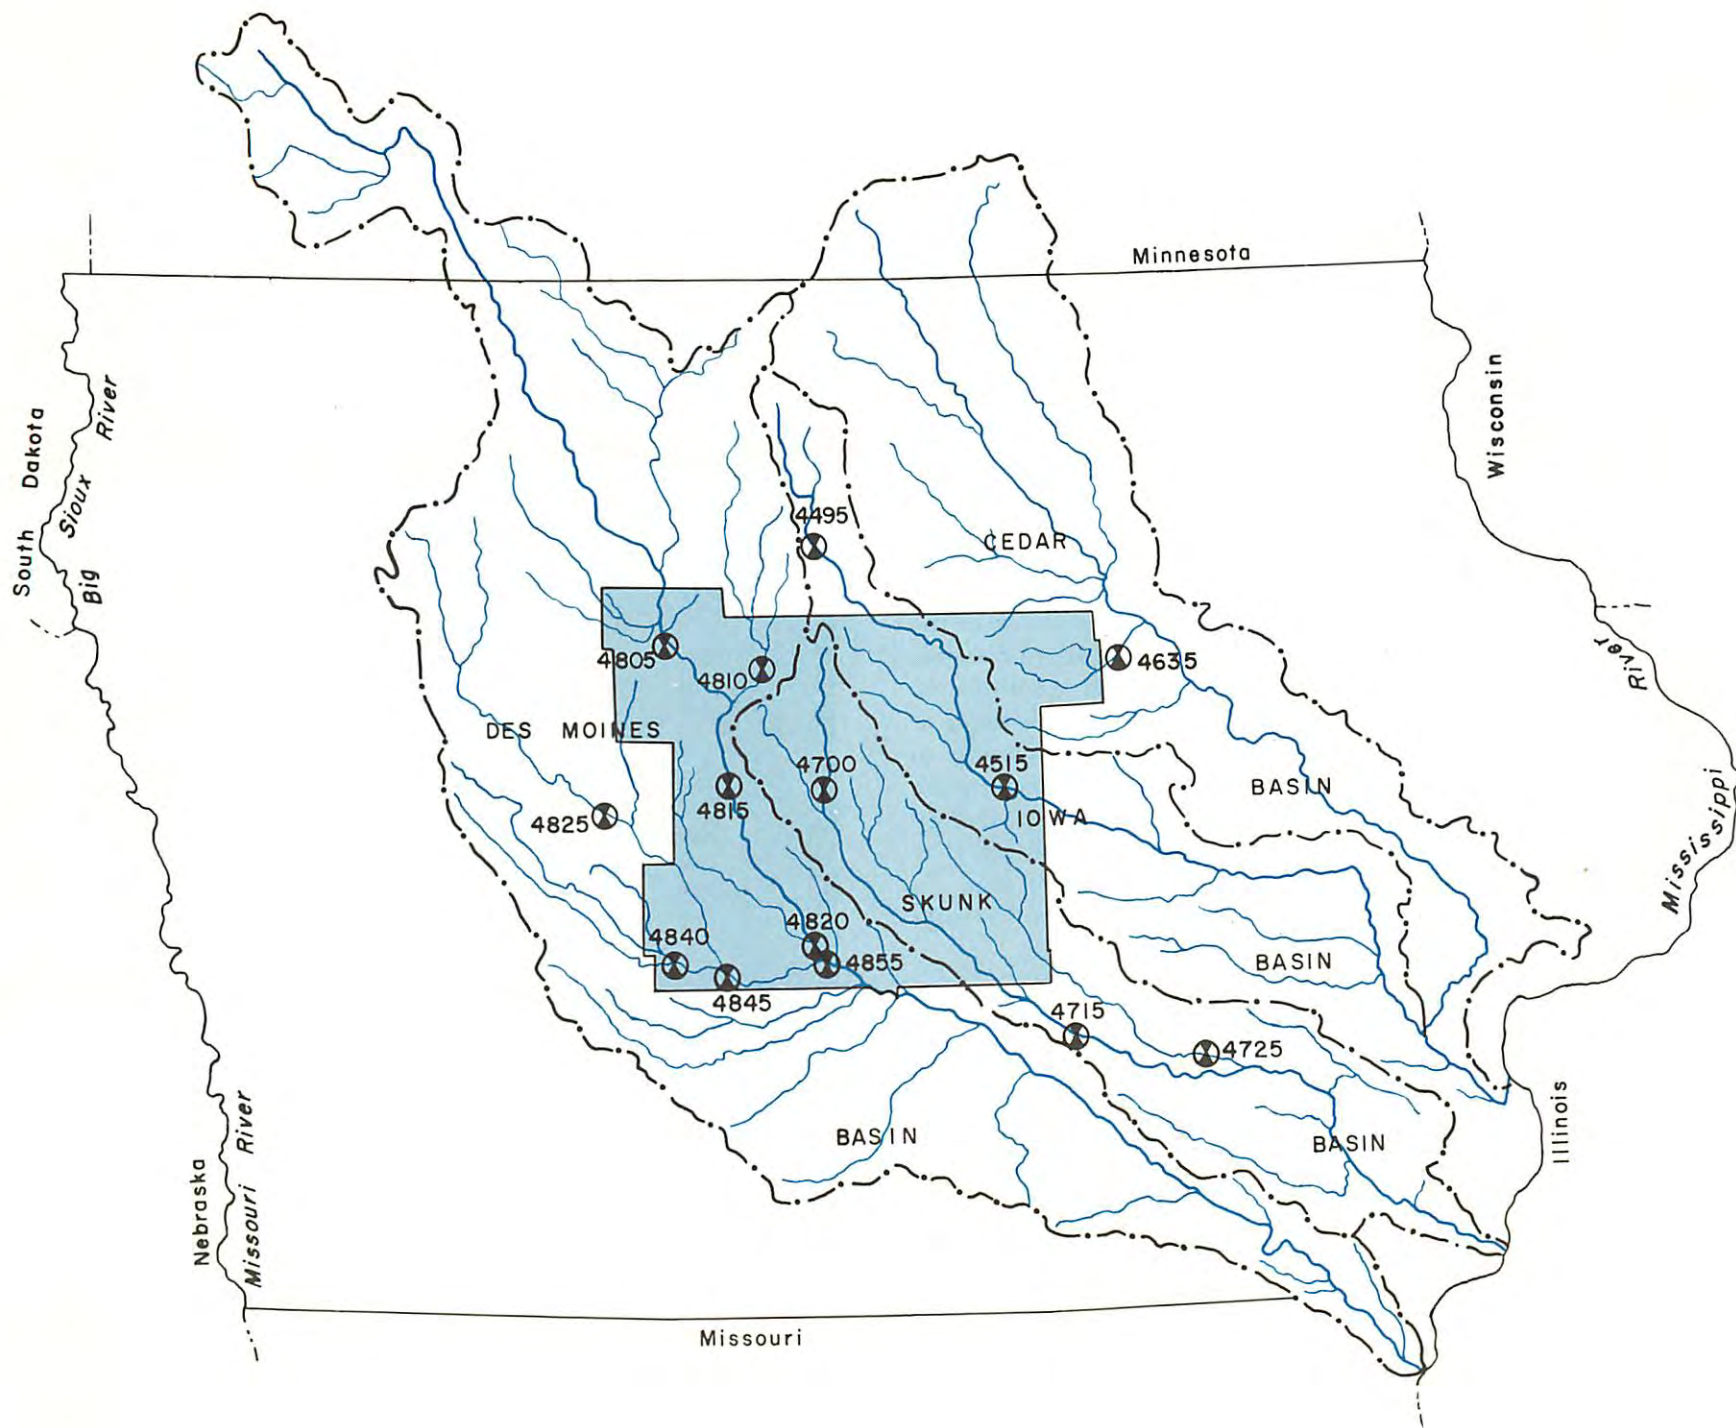 Minnesota
South Dakota
Big Sioux River
Wisconsin
4495
CEDAR
4805
4810
4635
River
DES MOINES
4700
4515
BASIN
4815
IOWA
4825
Mississippi
SKUNK
4820
4840
4855
BASIN
4845
4715
4725
BASIN
BASIN
Illinois
Nebraska
Missouri River
Missouri